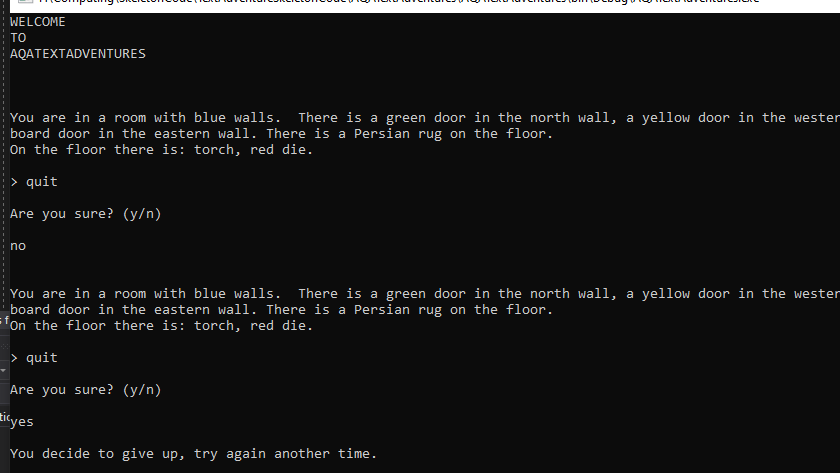 WELCOME
TO
AQATEXTADVENTURES
You are in a room with blue walls.  There is a green door in the north wall, a yellow door in the wester
board door in the eastern wall. There is a Persian rug on the floor.
On the floor there is: torch, red die.
> quit
Are you sure? (y/n)
no
You are in a room with blue walls.  There is a green door in the north wall, a yellow door in the wester
board door in the eastern wall. There is a Persian rug on the floor.
On the floor there is: torch, red die.
> quit
Are you sure? (y/n)
yes
You decide to give up, try again another time.